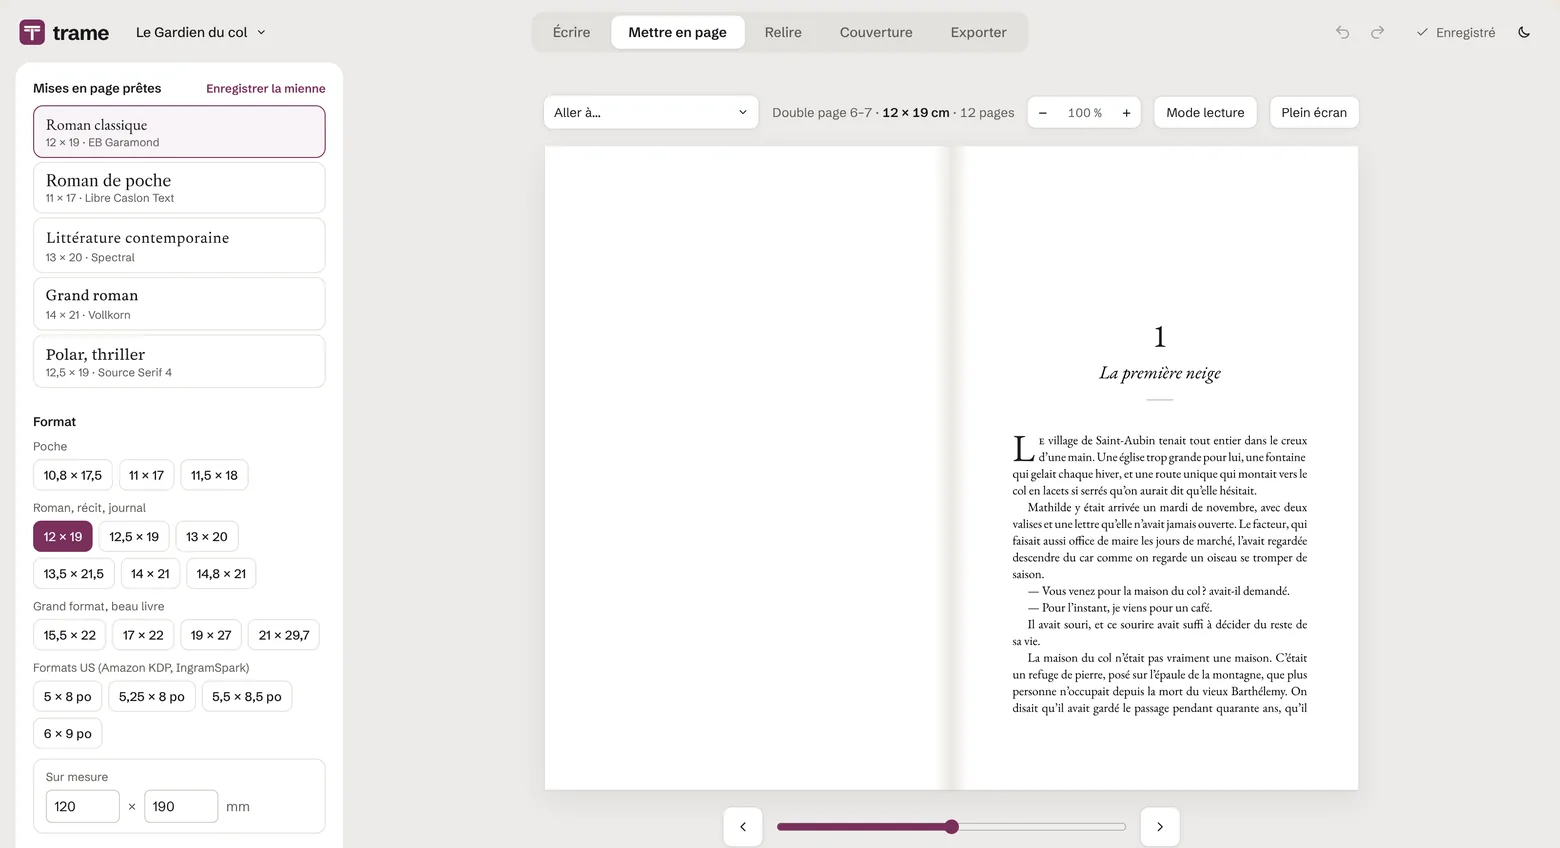 trame
Le Gardien du col
Écrire
Mettre en page
Relire
Couverture
Exporter
Enregistré
Mises en page prêtes
Enregistrer la mienne
Roman classique
12 × 19 · EB Garamond
Roman de poche
11 × 17 · Libre Caslon Text
Littérature contemporaine
13 × 20 · Spectral
Grand roman
14 × 21 · Vollkorn
Polar, thriller
12,5 × 19 · Source Serif 4
Format
Poche
10,8 × 17,5
11 × 17
11,5 × 18
Roman, récit, journal
12 × 19
12,5 × 19
13 × 20
13,5 × 21,5
14 × 21
14,8 × 21
Grand format, beau livre
15,5 × 22
17 × 22
19 × 27
21 × 29,7
Formats US (Amazon KDP, IngramSpark)
5 × 8 po
5,25 × 8 po
5,5 × 8,5 po
6 × 9 po
Sur mesure
120 × 190 mm
Aller à...
Double page 6-7 · 12 × 19 cm · 12 pages
− 100 % +
Mode lecture
Plein écran
1
La première neige
LE village de Saint-Aubin tenait tout entier dans le creux
d’une main. Une église trop grande pour lui, une fontaine
qui gelait chaque hiver, et une route unique qui montait vers le
col en lacets si serrés qu’on aurait dit qu’elle hésitait.
Mathilde y était arrivée un mardi de novembre, avec deux
valises et une lettre qu’elle n’avait jamais ouverte. Le facteur, qui
faisait aussi office de maire les jours de marché, l’avait regardée
descendre du car comme on regarde un oiseau se tromper de
saison.
— Vous venez pour la maison du col ? avait-il demandé.
— Pour l’instant, je viens pour un café.
Il avait souri, et ce sourire avait suffi à décider du reste de
sa vie.
La maison du col n’était pas vraiment une maison. C’était
un refuge de pierre, posé sur l’épaule de la montagne, que plus
personne n’occupait depuis la mort du vieux Barthélemy. On
disait qu’il avait gardé le passage pendant quarante ans, qu’il